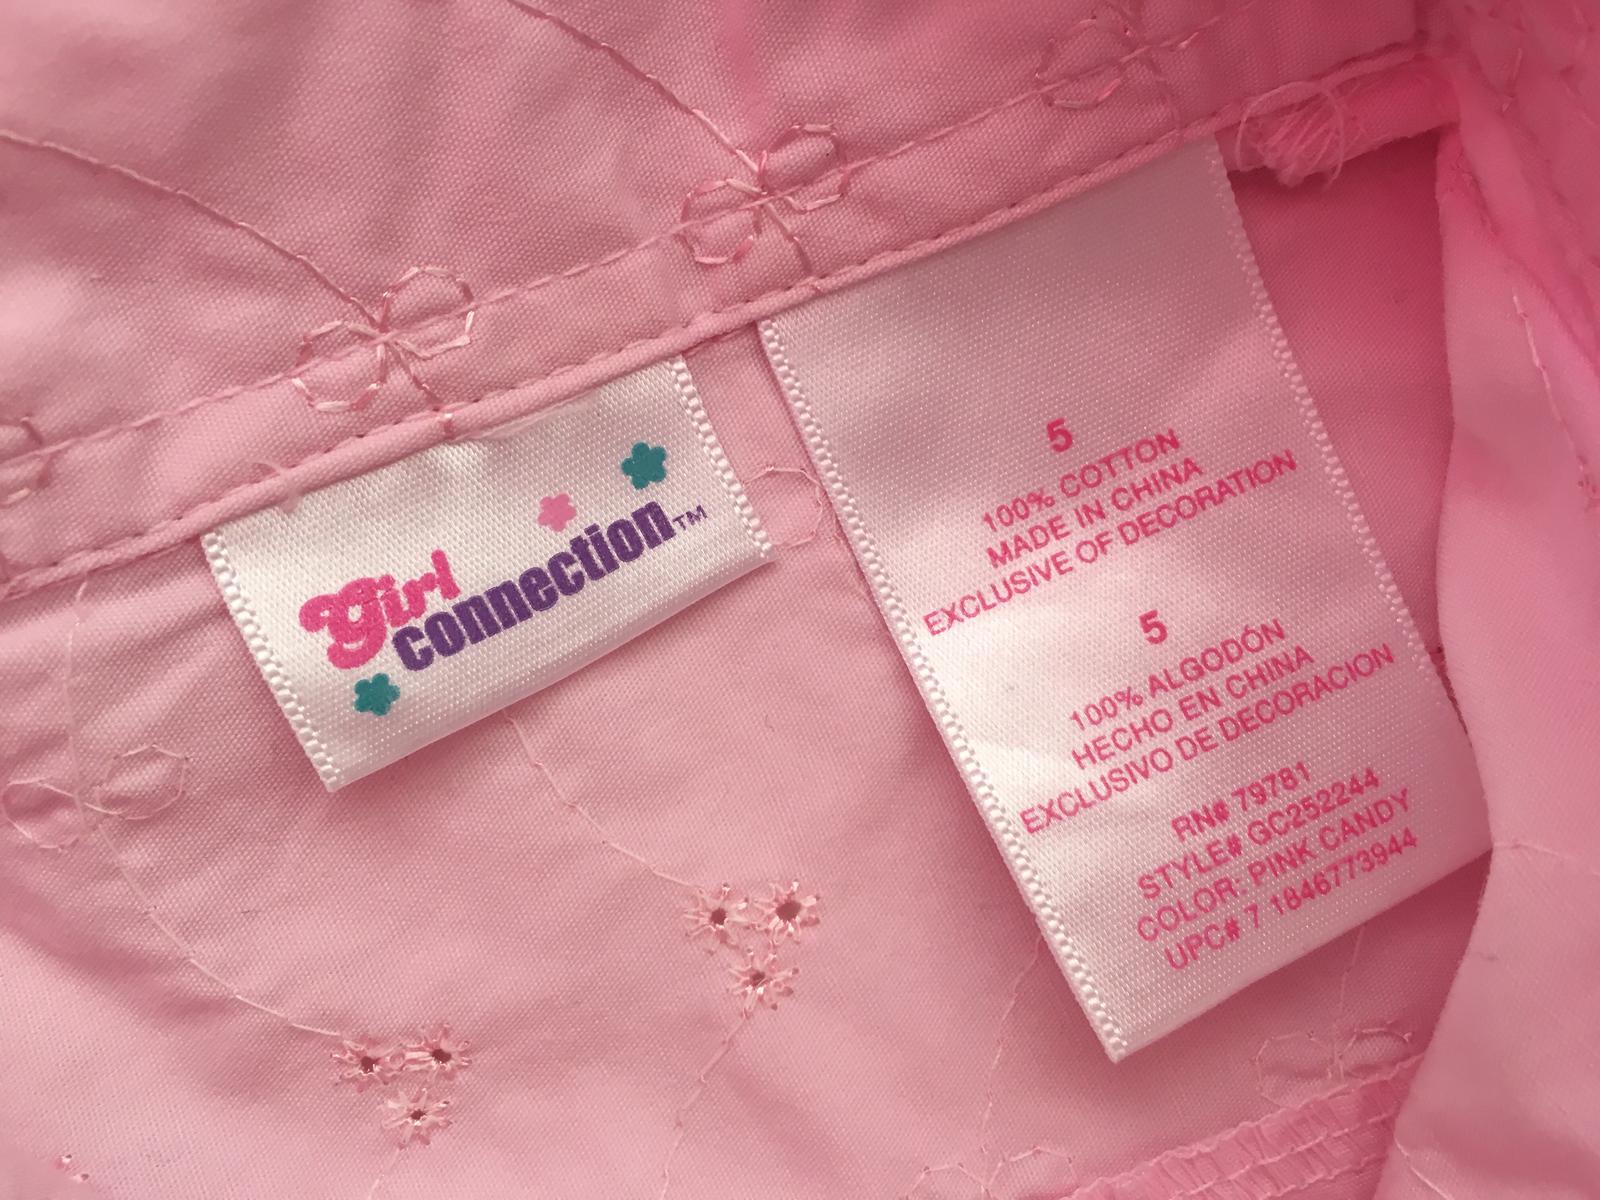 Girl
connection™
5
100% COTTON
MADE IN CHINA
EXCLUSIVE OF DECORATION
5
100% ALGODÓN
HECHO EN CHINA
EXCLUSIVO DE DECORACION
RN# 79781
STYLE# GC252244
COLOR: PINK CANDY
UPC# 7 1846773944